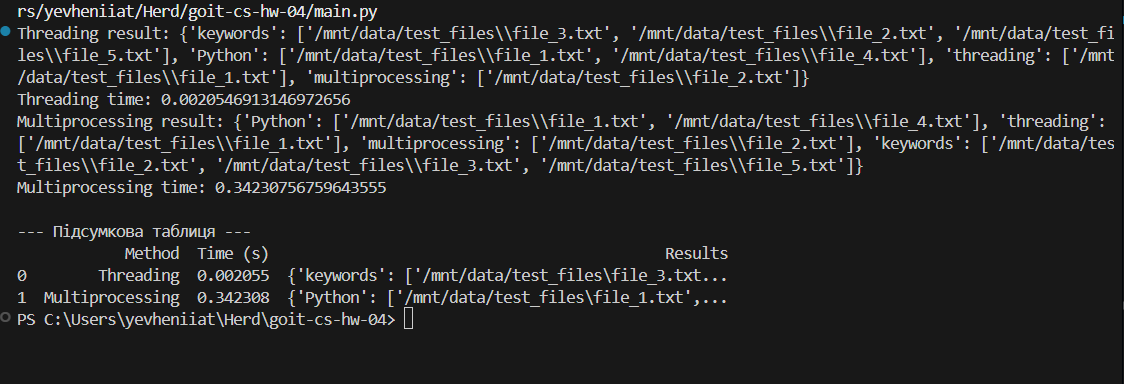 rs/yevheniiat/Herd/goit-cs-hw-04/main.py
Threading result: {'keywords': ['/mnt/data/test_files\\file_3.txt', '/mnt/data/test_files\\file_2.txt', '/mnt/data/test_fi
les\\file_5.txt'], 'Python': ['/mnt/data/test_files\\file_1.txt', '/mnt/data/test_files\\file_4.txt'], 'threading': ['/mnt
/data/test_files\\file_1.txt'], 'multiprocessing': ['/mnt/data/test_files\\file_2.txt']}
Threading time: 0.0020546913146972656
Multiprocessing result: {'Python': ['/mnt/data/test_files\\file_1.txt', '/mnt/data/test_files\\file_4.txt'], 'threading':
['/mnt/data/test_files\\file_1.txt'], 'multiprocessing': ['/mnt/data/test_files\\file_2.txt'], 'keywords': ['/mnt/data/tes
t_files\\file_2.txt', '/mnt/data/test_files\\file_3.txt', '/mnt/data/test_files\\file_5.txt']}
Multiprocessing time: 0.34230756759643555
--- Підсумкова таблиця ---
Method Time (s) Results
0 Threading 0.002055 {'keywords': ['/mnt/data/test_files\file_3.txt...
1 Multiprocessing 0.342308 {'Python': ['/mnt/data/test_files\file_1.txt',...
PS C:\Users\yevheniiat\Herd\goit-cs-hw-04>